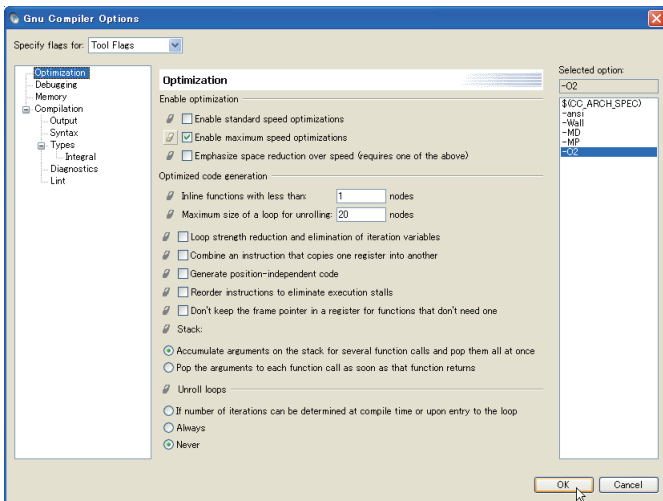 Gnu Compiler Options
Specify flags for: Tool Flags
Optimization
Debugging
Memory
Compilation
Output
Syntax
Types
Integral
Diagnostics
Lint
Optimization
Enable optimization
Enable standard speed optimizations
Enable maximum speed optimizations
Emphasize space reduction over speed (requires one of the above)
Optimized code generation
Inline functions with less than: 1 nodes
Maximum size of a loop for unrolling: 20 nodes
Loop strength reduction and elimination of iteration variables
Combine an instruction that copies one register into another
Generate position-independent code
Reorder instructions to eliminate execution stalls
Don't keep the frame pointer in a register for functions that don't need one
Stack:
Accumulate arguments on the stack for several function calls and pop them all at once
Pop the arguments to each function call as soon as that function returns
Unroll loops
If number of iterations can be determined at compile time or upon entry to the loop
Always
Never
Selected option:
-O2
$(CC_ARCH_SPEC)
-ansi
-Wall
-MD
-MP
-O2
OK
Cancel